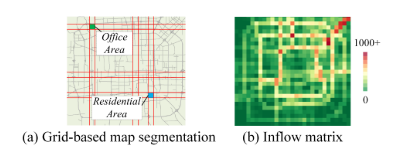 Office
Area
Residential
Area
1000+
0
(a) Grid-based map segmentation
(b) Inflow matrix